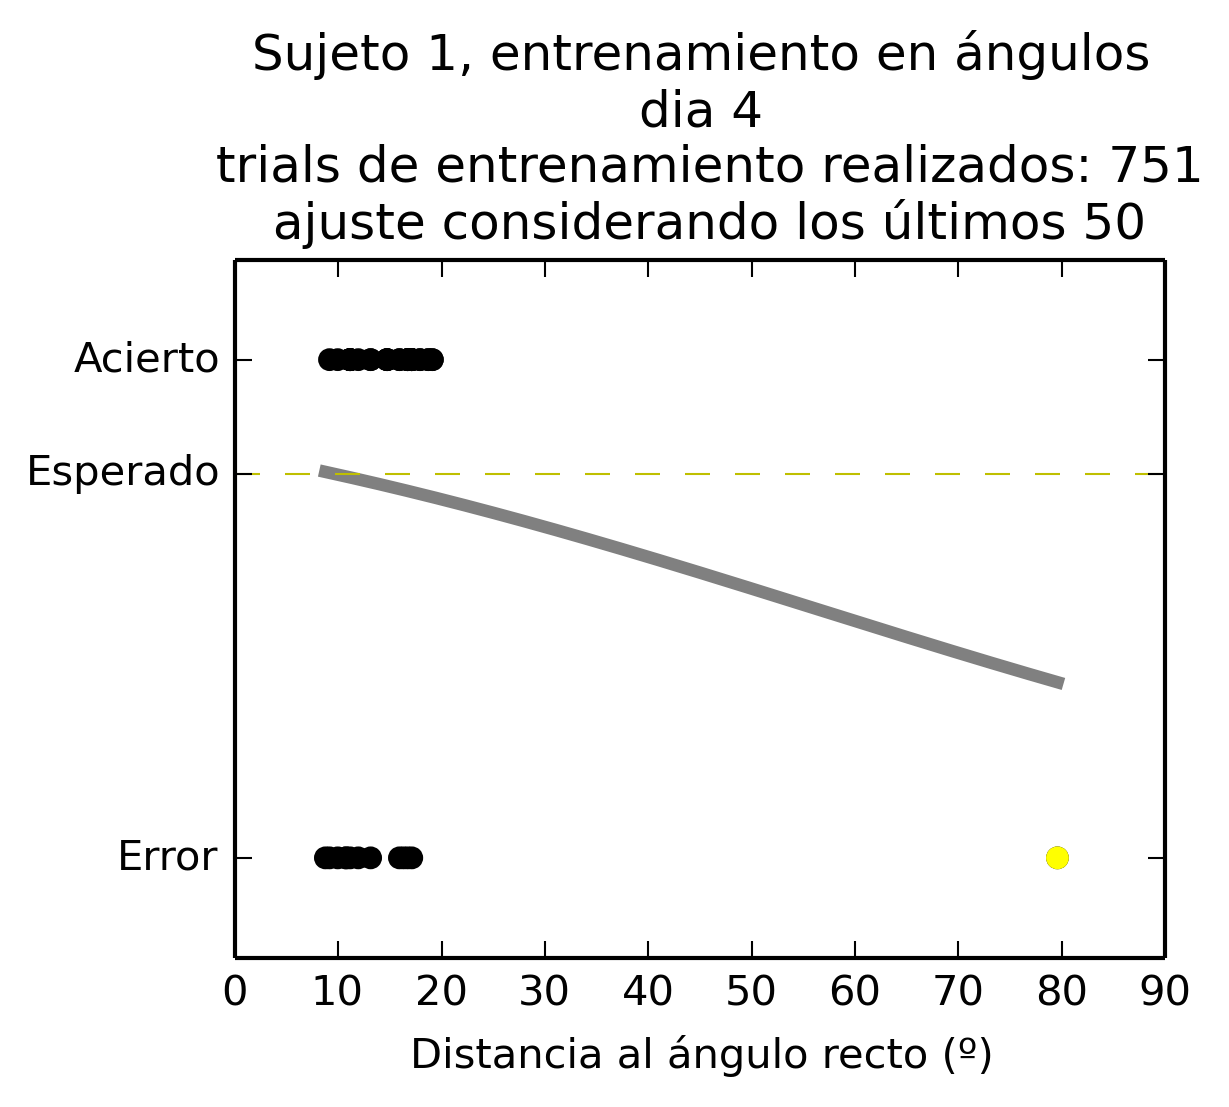 Sujeto 1, entrenamiento en ángulos
dia 4
trials de entrenamiento realizados: 751
ajuste considerando los últimos 50
Acierto
Esperado
Error
0 10 20 30 40 50 60 70 80 90
Distancia al ángulo recto (º)